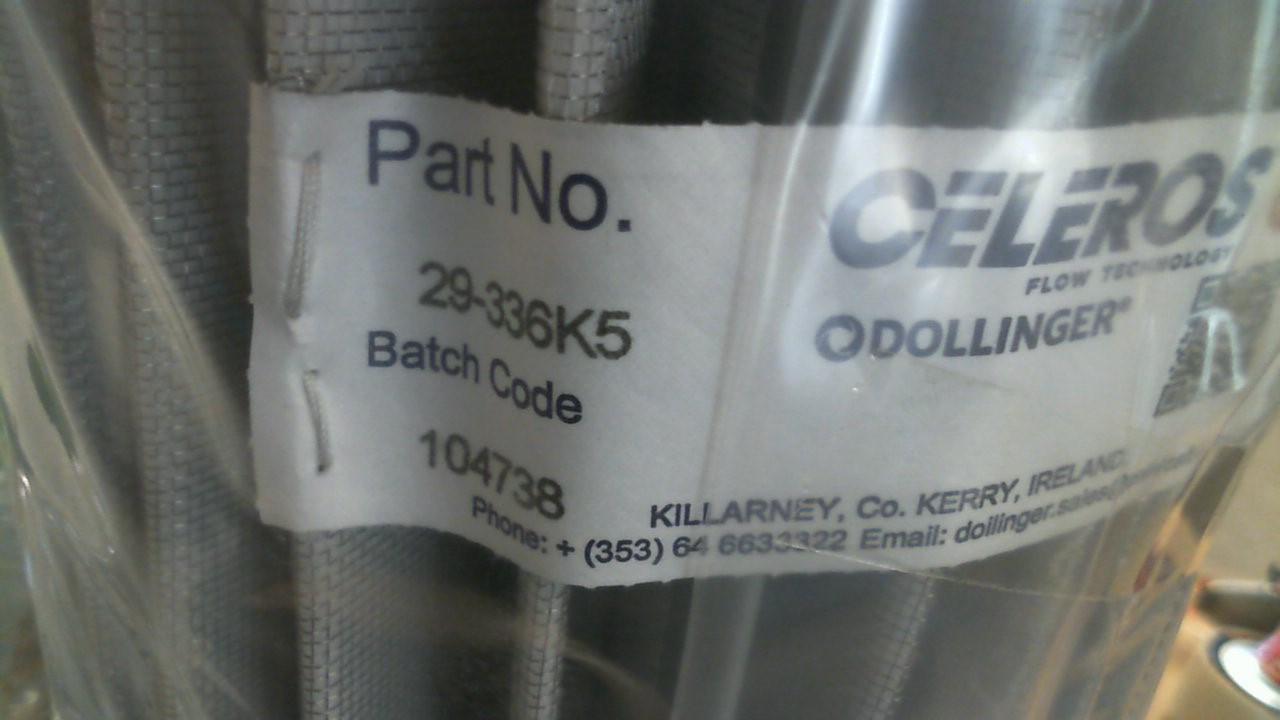 Part No.
29-336K5
Batch Code
104738
CELEROS
FLOW TECHNOLOGY
DOLLINGER®
KILLARNEY, Co. KERRY, IRELAND.
Phone: + (353) 64 6633322 Email: dollinger.sales@